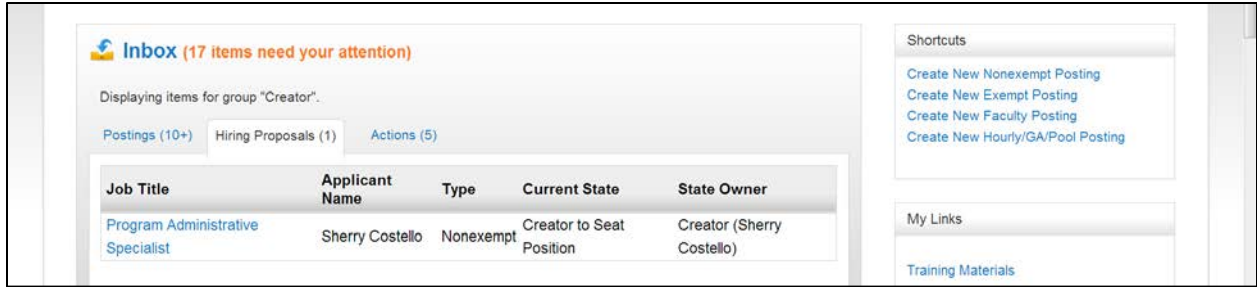 Inbox (17 items need your attention)
Displaying items for group "Creator".
Postings (10+) Hiring Proposals (1) Actions (5)
Job Title Applicant Name Type Current State State Owner
Program Administrative Specialist Sherry Costello Nonexempt Creator to Seat Position Creator (Sherry Costello)
Shortcuts
Create New Nonexempt Posting
Create New Exempt Posting
Create New Faculty Posting
Create New Hourly/GA/Pool Posting
My Links
Training Materials